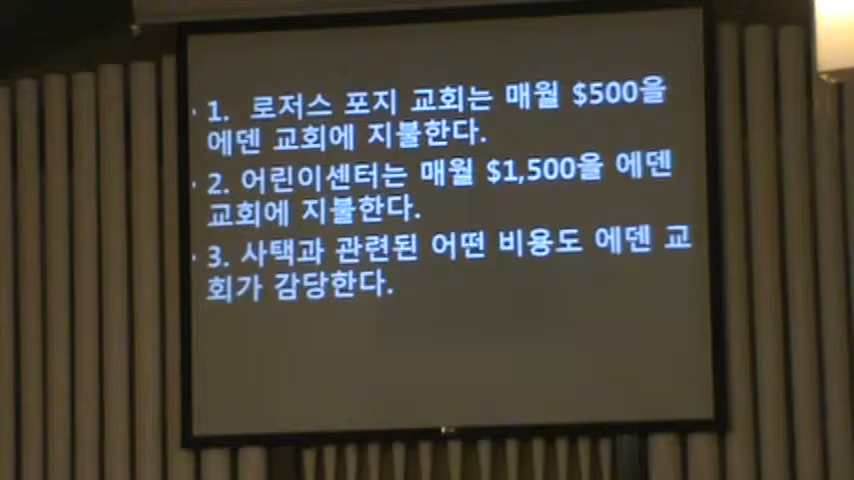 · 1. 로저스 포지 교회는 매월 $500을
에덴 교회에 지불한다.
· 2. 어린이센터는 매월 $1,500을 에덴
교회에 지불한다.
· 3. 사택과 관련된 어떤 비용도 에덴 교
회가 감당한다.